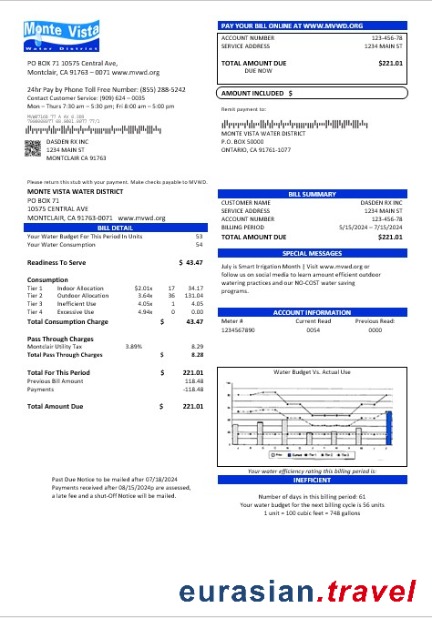 Monte Vista
Water District
PO BOX 71 10575 Central Ave,
Montclair, CA 91763 – 0071 www.mvwd.org
24hr Pay by Phone Toll Free Number: (855) 288-5242
Contact Customer Service: (909) 624 – 0035
Mon – Thurs 7:30 am – 5:30 pm; Fri 8:00 am – 5:00 pm
DASDEN RX INC
1234 MAIN ST
MONTCLAIR CA 91763
PAY YOUR BILL ONLINE AT WWW.MVWD.ORG
ACCOUNT NUMBER 123-456-78
SERVICE ADDRESS 1234 MAIN ST
TOTAL AMOUNT DUE $221.01
DUE NOW
AMOUNT INCLUDED $
Remit payment to:
MONTE VISTA WATER DISTRICT
PO BOX 50000
ONTARIO, CA 91761-1077
Please return this stub with your payment. Make checks payable to MVWD.
MONTE VISTA WATER DISTRICT
PO BOX 71
10575 CENTRAL AVE
MONTCLAIR, CA 91763-0071 www.mvwd.org
BILL DETAIL
Your Water Budget For This Period In Units 53
Your Water Consumption 54
Readiness To Serve $ 43.47
Consumption
Tier 1 Indoor Allocation $2.01x 17 34.17
Tier 2 Outdoor Allocation 3.64x 36 131.04
Tier 3 Inefficient Use 4.05x 1 4.05
Tier 4 Excessive Use 4.94x 0 0.00
Total Consumption Charge $ 43.47
Pass Through Charges
Montclair Utility Tax 3.89% 8.29
Total Pass Through Charges $ 8.28
Total For This Period $ 221.01
Previous Bill Amount 118.48
Payments -118.48
Total Amount Due $ 221.01
BILL SUMMARY
CUSTOMER NAME DASDEN RX INC
SERVICE ADDRESS 1234 MAIN ST
ACCOUNT NUMBER 123-456-78
BILLING PERIOD 5/15/2024 – 7/15/2024
TOTAL AMOUNT DUE $221.01
SPECIAL MESSAGES
July is Smart Irrigation Month | Visit www.mvwd.org or
follow us on social media to learn amount efficient outdoor
watering practices and our NO-COST water saving
programs.
ACCOUNT INFORMATION
Meter # Current Read Previous Read:
1234567890 0054 0000
Water Budget Vs. Actual Use
Your water efficiency rating this billing period is:
INEFFICIENT
Number of days in this billing period: 61
Your water budget for the next billing cycle is 56 units
1 unit = 100 cubic feet = 748 gallons
Past Due Notice to be mailed after 07/18/2024
Payments received after 08/15/2024p are assessed,
a late fee and a shut-Off Notice will be mailed.
eurasian.travel